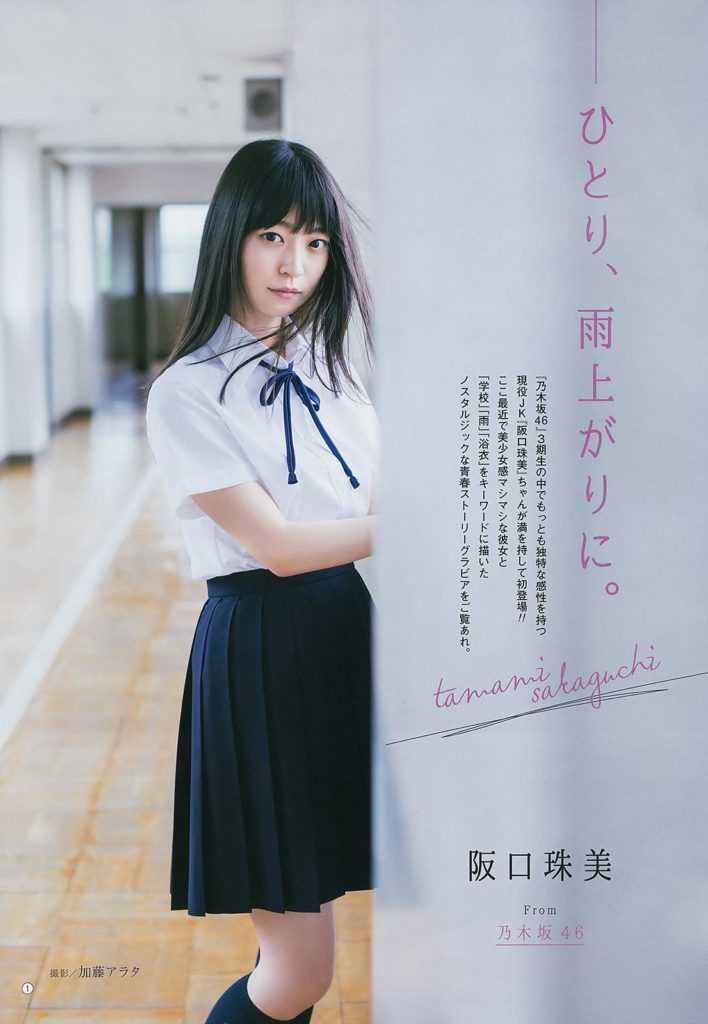 ひとり、雨上がりに。
『乃木坂46』3期生の中でもっとも独特な感性を持つ
現役JK『阪口珠美』ちゃんが満を持して初登場!!
ここ最近で美少女感マシマシな彼女と
「学校」「雨」「浴衣」をキーワードに描いた
ノスタルジックな青春ストーリーグラビアをご覧あれ。
tamami
sakaguchi
阪口珠美
From
乃木坂46
撮影／加藤アラタ
1